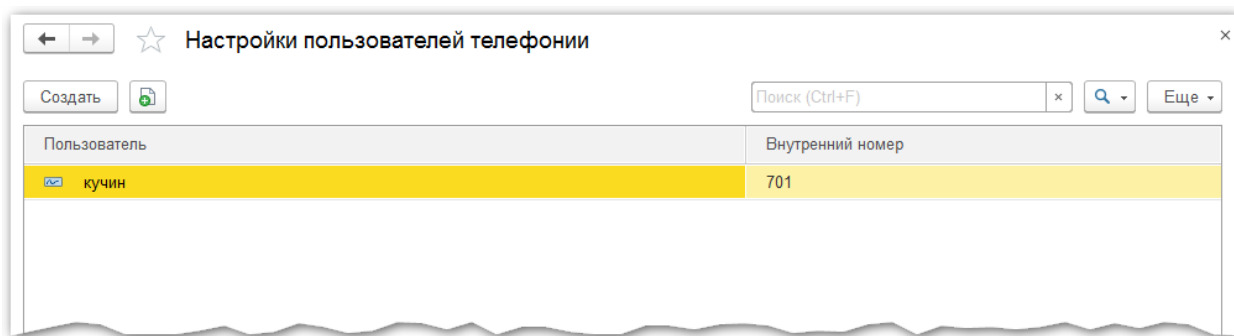 Настройки пользователей телефонии
Создать Поиск (Ctrl+F) Еще
Пользователь Внутренний номер
кучин 701